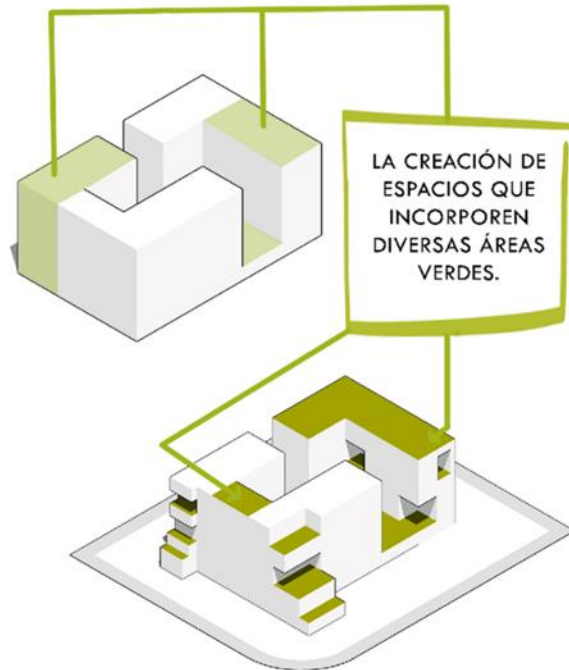 LA CREACIÓN DE
ESPACIOS QUE
INCORPOREN
DIVERSAS ÁREAS
VERDES.